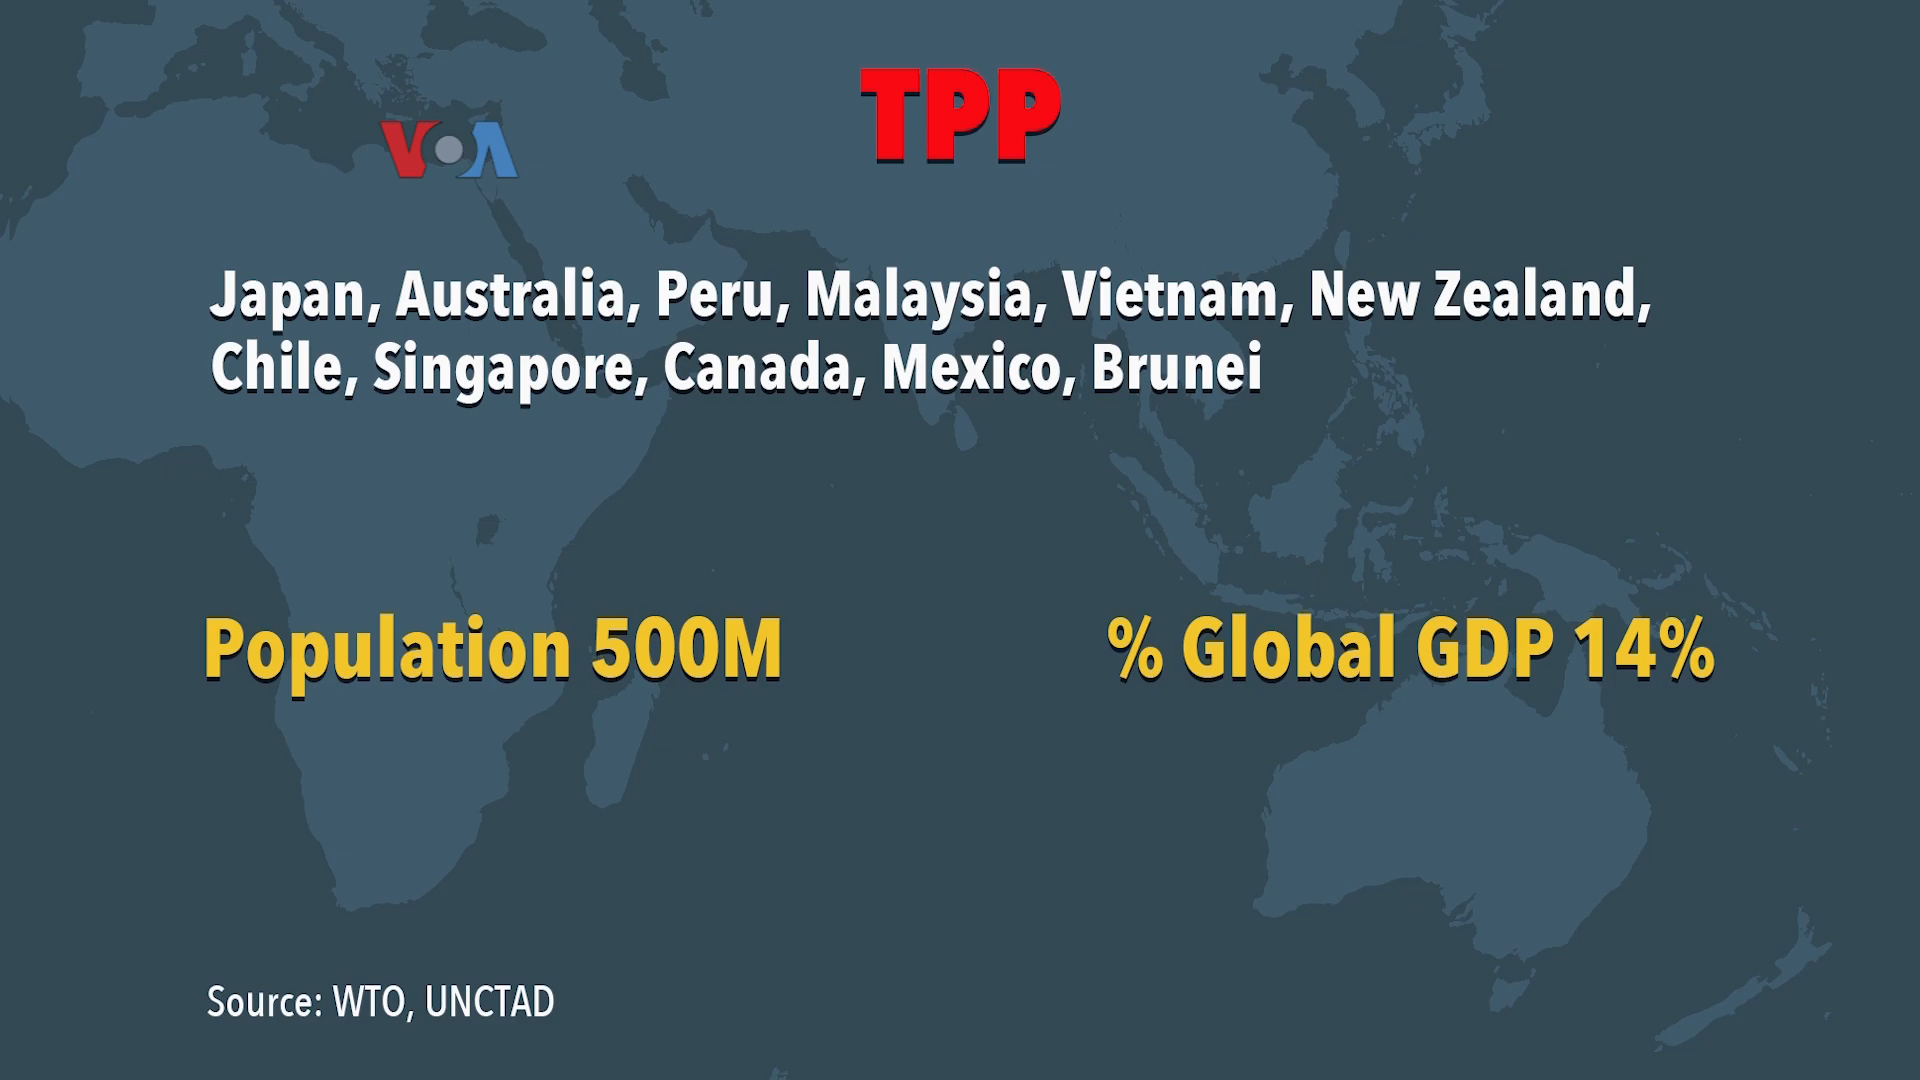 TPP
VOA
Japan, Australia, Peru, Malaysia, Vietnam, New Zealand,
Chile, Singapore, Canada, Mexico, Brunei
Population 500M
% Global GDP 14%
Source: WTO, UNCTAD